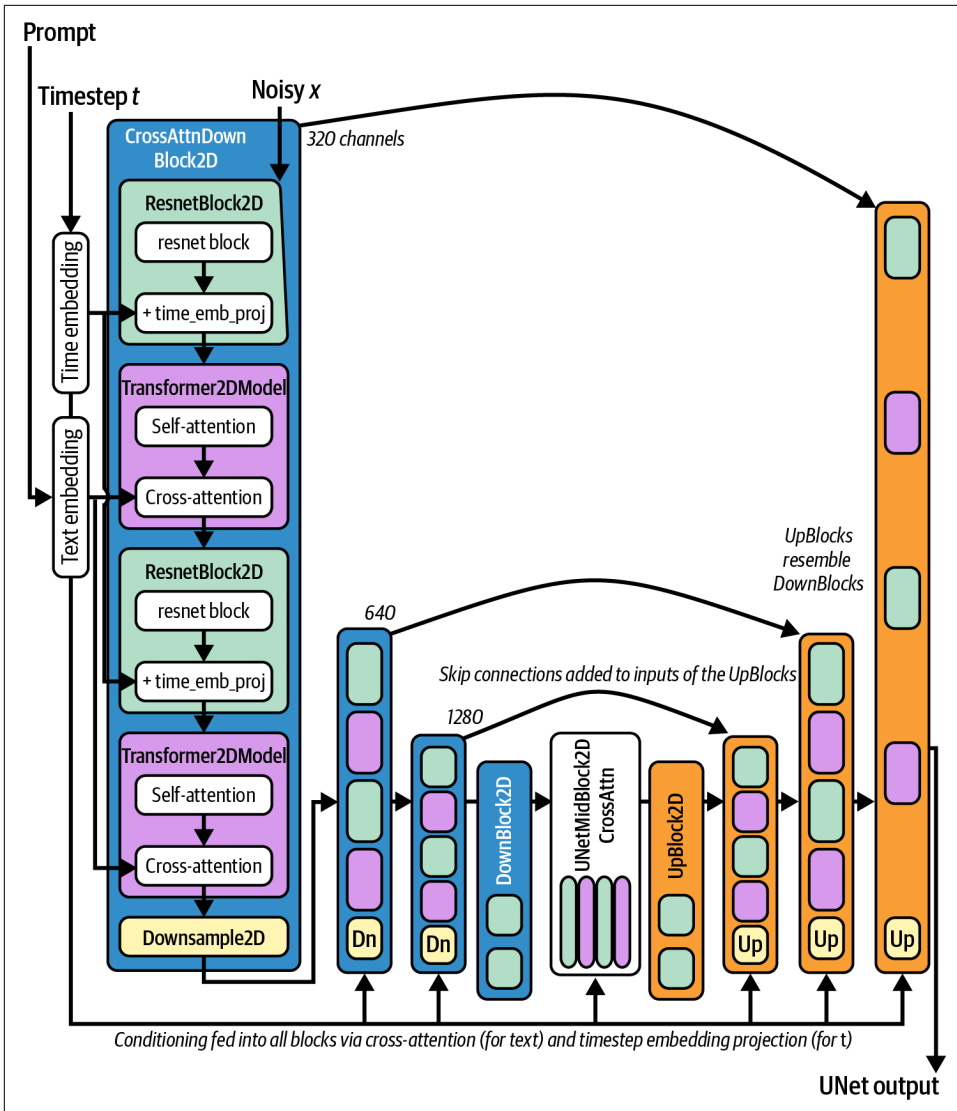 Prompt
Timestep t
Noisy x
CrossAttnDown
Block2D
320 channels
ResnetBlock2D
resnet block
+ time_emb_proj
Time embedding
Transformer2DModel
Self-attention
Cross-attention
Text embedding
ResnetBlock2D
resnet block
+ time_emb_proj
Transformer2DModel
Self-attention
Cross-attention
Downsample2D
640
Dn
1280
Dn
Skip connections added to inputs of the UpBlocks
DownBlock2D
UNetMidBlock2D
CrossAttn
UpBlock2D
Up
Up
UpBlocks
resemble
DownBlocks
Up
Conditioning fed into all blocks via cross-attention (for text) and timestep embedding projection (for t)
UNet output